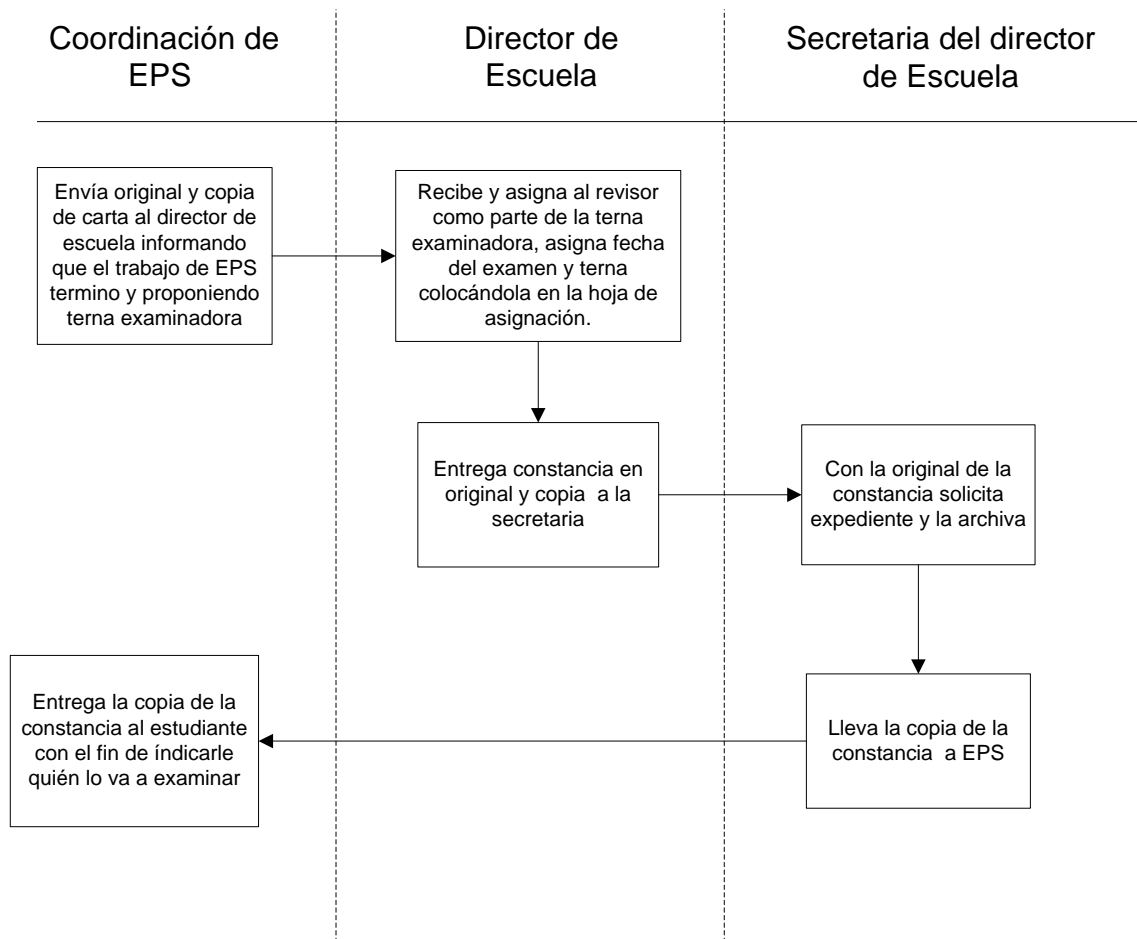 Coordinación de
EPS
Director de
Escuela
Secretaria del director
de Escuela
Envía original y copia
de carta al director de
escuela informando
que el trabajo de EPS
termino y proponiendo
terna examinadora
Recibe y asigna al revisor
como parte de la terna
examinadora, asigna fecha
del examen y terna
colocándola en la hoja de
asignación.
Entrega constancia en
original y copia a la
secretaria
Con la original de la
constancia solicita
expediente y la archiva
Entrega la copia de la
constancia al estudiante
con el fin de índicarle
quién lo va a examinar
Lleva la copia de la
constancia a EPS